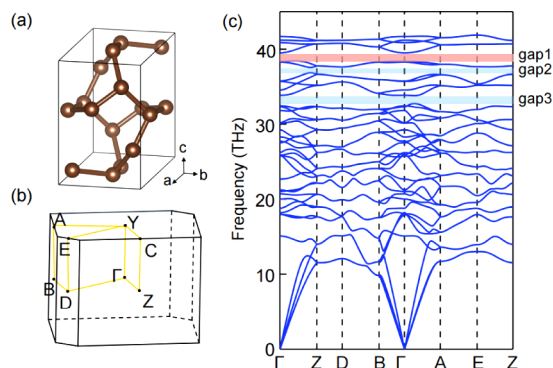 (a)
c
a
b
(b)
A
Y
E
C
B
Γ
D
Z
(c)
Frequency (THz)
40
30
20
10
0
gap1
gap2
gap3
Γ Z D B Γ A E Z